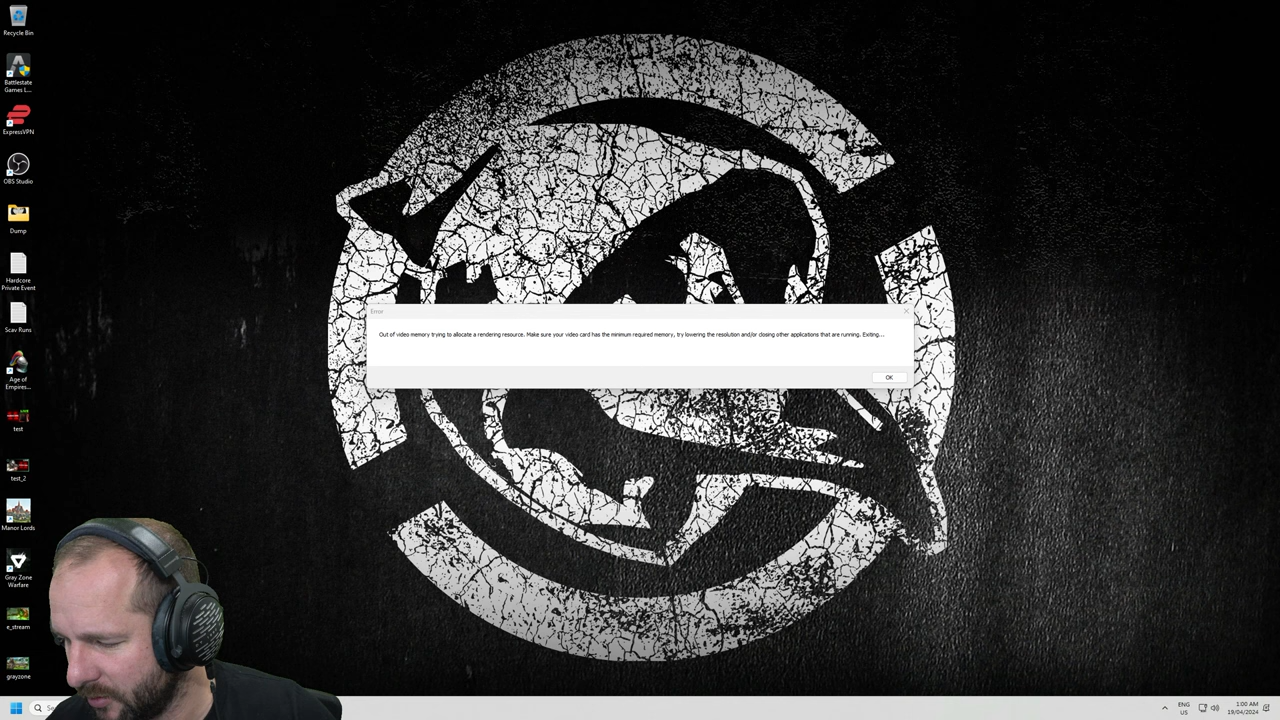 Recycle Bin
Battlestate
Games L...
ExpressVPN
OBS Studio
Dump
Hardcore
Private Event
Scav Runs
Age of
Empires...
test
test_2
Manor Lords
Gray Zone
Warfare
e_stream
grayzone
Error
Out of video memory trying to allocate a rendering resource. Make sure your video card has the minimum required memory, try lowering the resolution and/or closing other applications that are running. Exiting...
OK
ENG
US
1:00 AM
19/04/2024